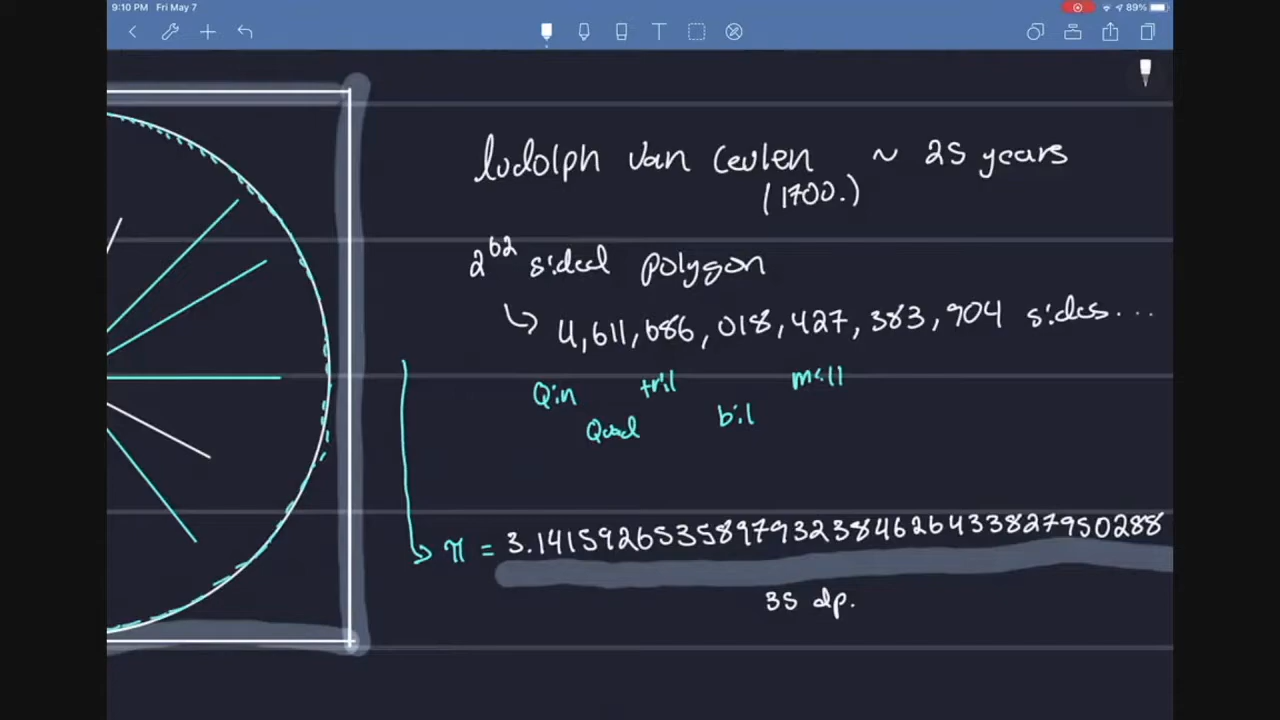 9:10 PM Fri May 7
89%
T
Ludolph van Ceulen ~ 25 years
(1700.)
2^62 sided polygon
↳ 4,611,686,018,427,383,904 sides...
Qin tril mill
Quad bil
→ π = 3.14159265358979323846264338327950288
35 dp.